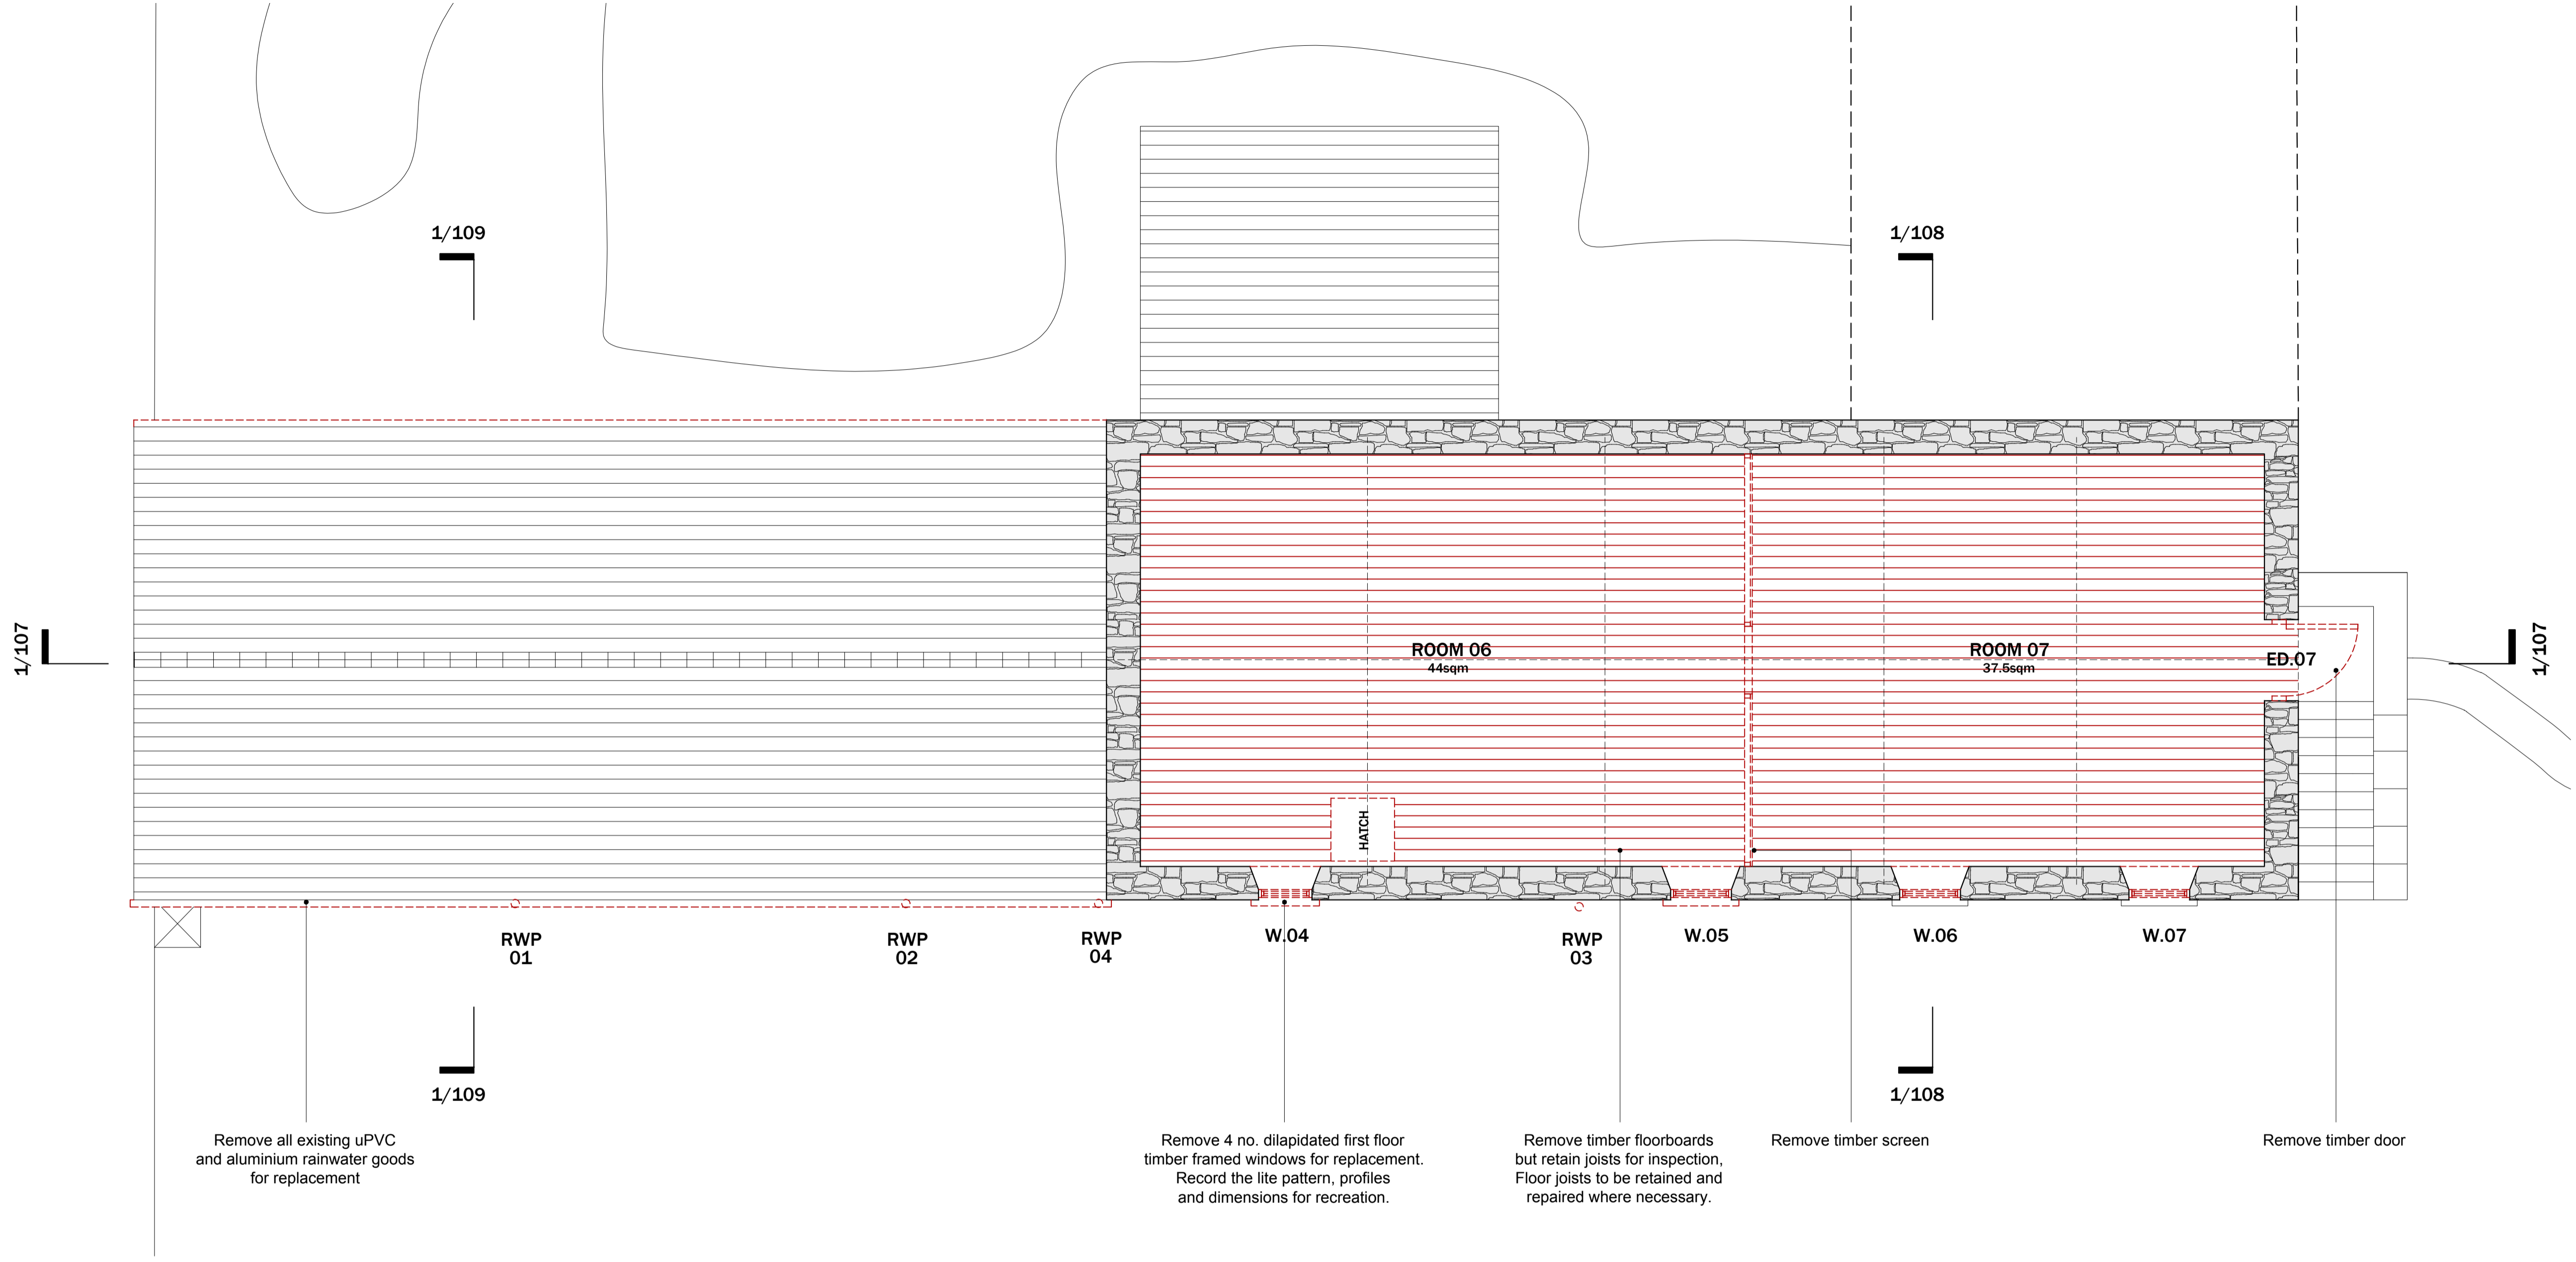 1/109
1/108
1/107
1/107
ROOM 06
44sqm
ROOM 07
37.5sqm
ED.07
HATCH
RWP
01
RWP
02
RWP
04
W.04
RWP
03
W.05
W.06
W.07
1/109
1/108
Remove all existing uPVC
and aluminium rainwater goods
for replacement
Remove 4 no. dilapidated first floor
timber framed windows for replacement.
Record the lite pattern, profiles
and dimensions for recreation.
Remove timber floorboards
but retain joists for inspection,
Floor joists to be retained and
repaired where necessary.
Remove timber screen
Remove timber door